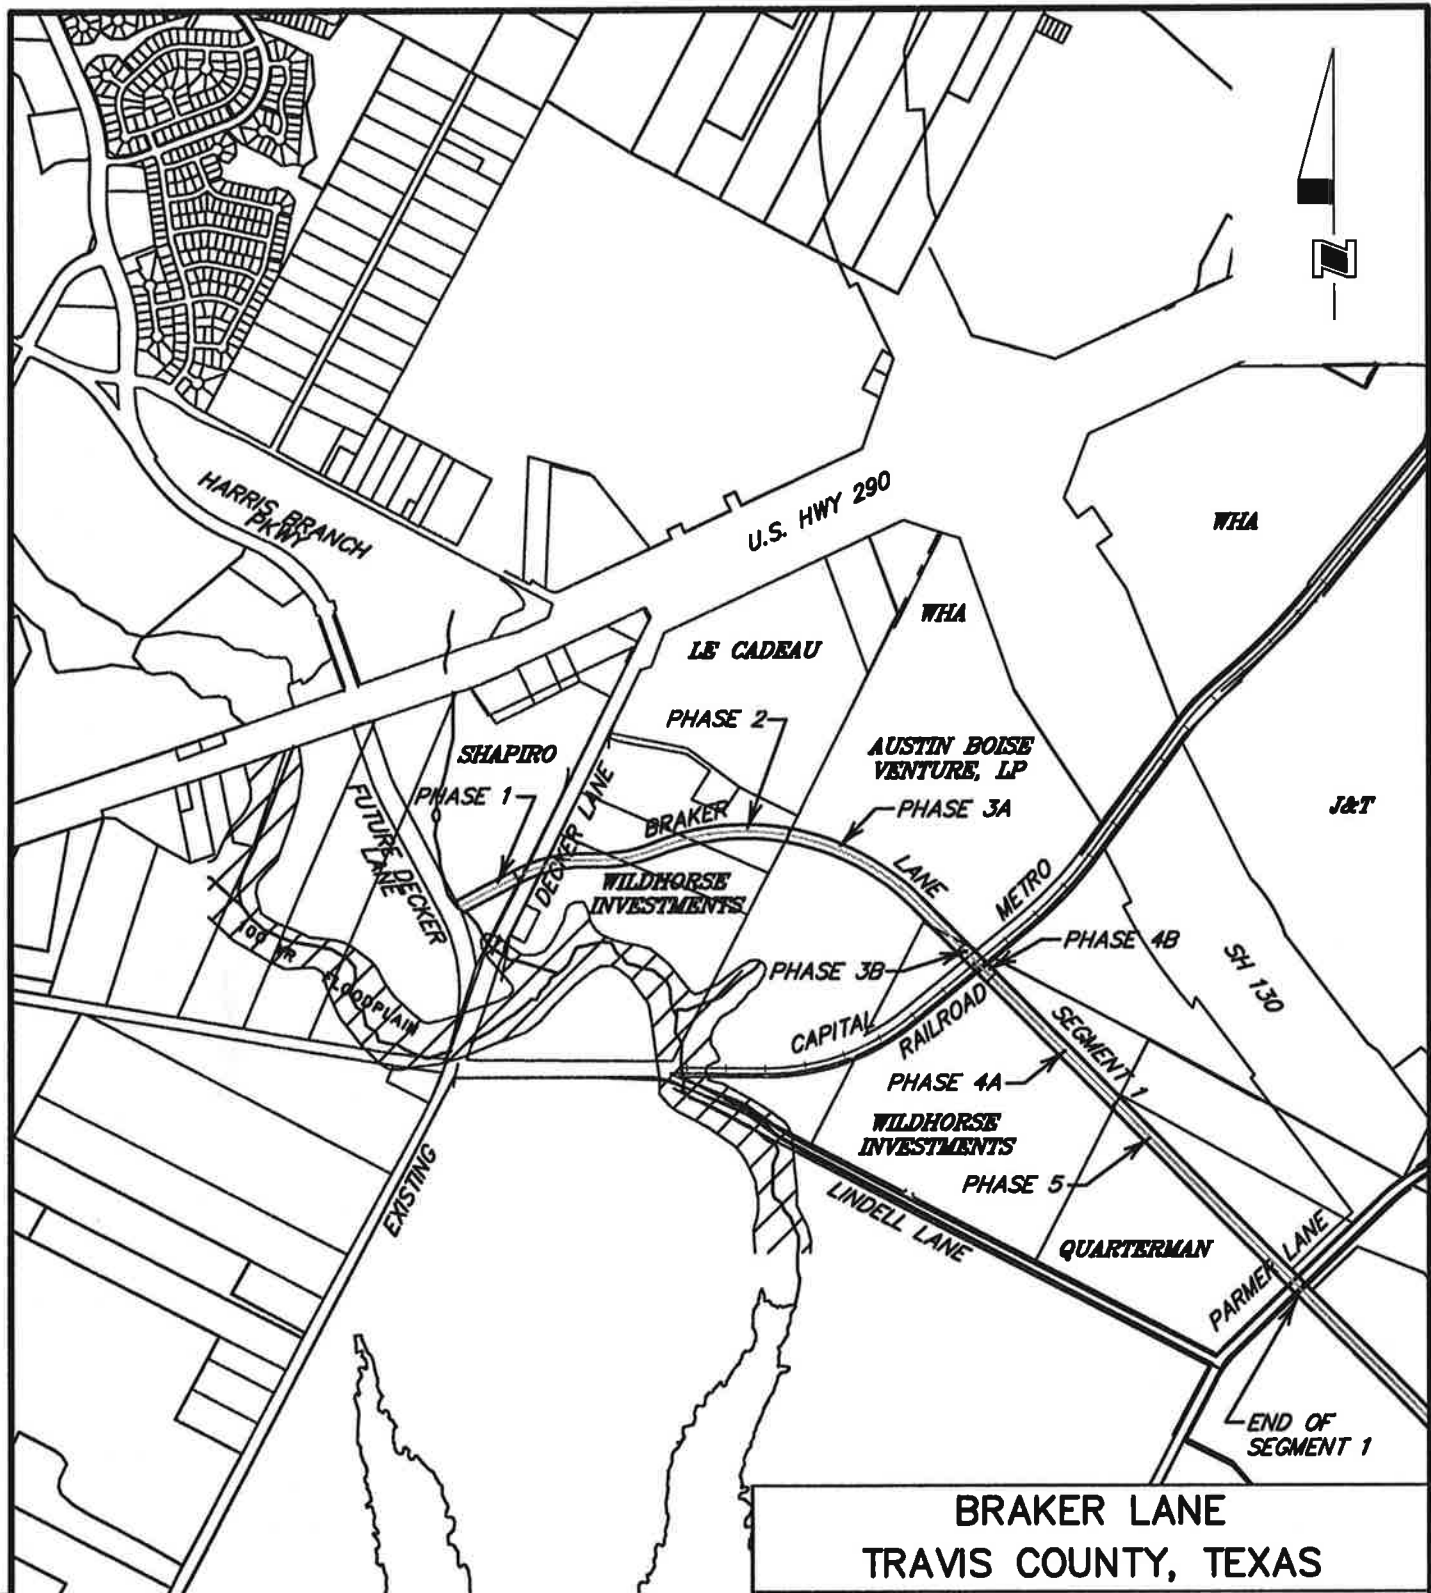 N
HARRIS BRANCH
PKWY
U.S. HWY 290
WHA
WHA
LE CADEAU
PHASE 2
SHAPIRO
AUSTIN BOISE
VENTURE, LP
PHASE 1
PHASE 3A
J&T
FUTURE DECKER
LANE
DECKER LANE
BRAKER
LANE
WILDHORSE
INVESTMENTS
METRO
PHASE 4B
100 YR FLOODPLAIN
PHASE 3B
SH 130
CAPITAL
RAILROAD
SEGMENT 1
PHASE 4A
WILDHORSE
INVESTMENTS
EXISTING
PHASE 5
LINDELL LANE
QUARTERMAN
PARMER LANE
END OF
SEGMENT 1
BRAKER LANE
TRAVIS COUNTY, TEXAS